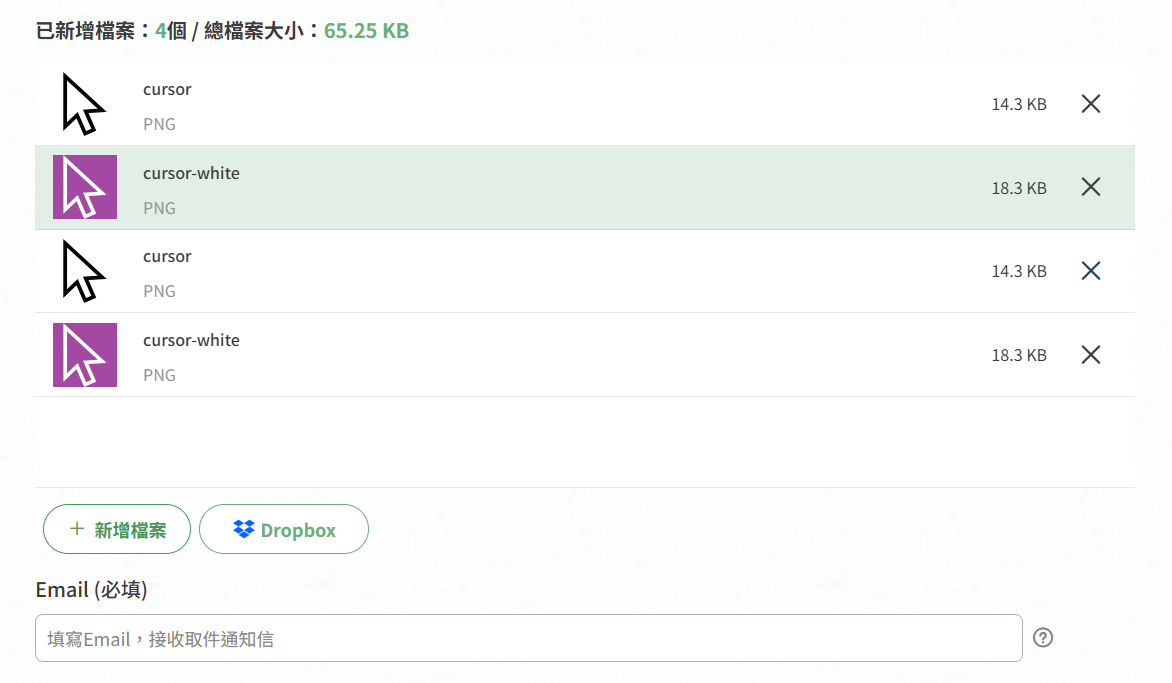 已新增檔案：4個 / 總檔案大小：65.25 KB
cursor
PNG
14.3 KB
cursor-white
PNG
18.3 KB
cursor
PNG
14.3 KB
cursor-white
PNG
18.3 KB
新增檔案
Dropbox
Email (必填)
填寫Email，接收取件通知信